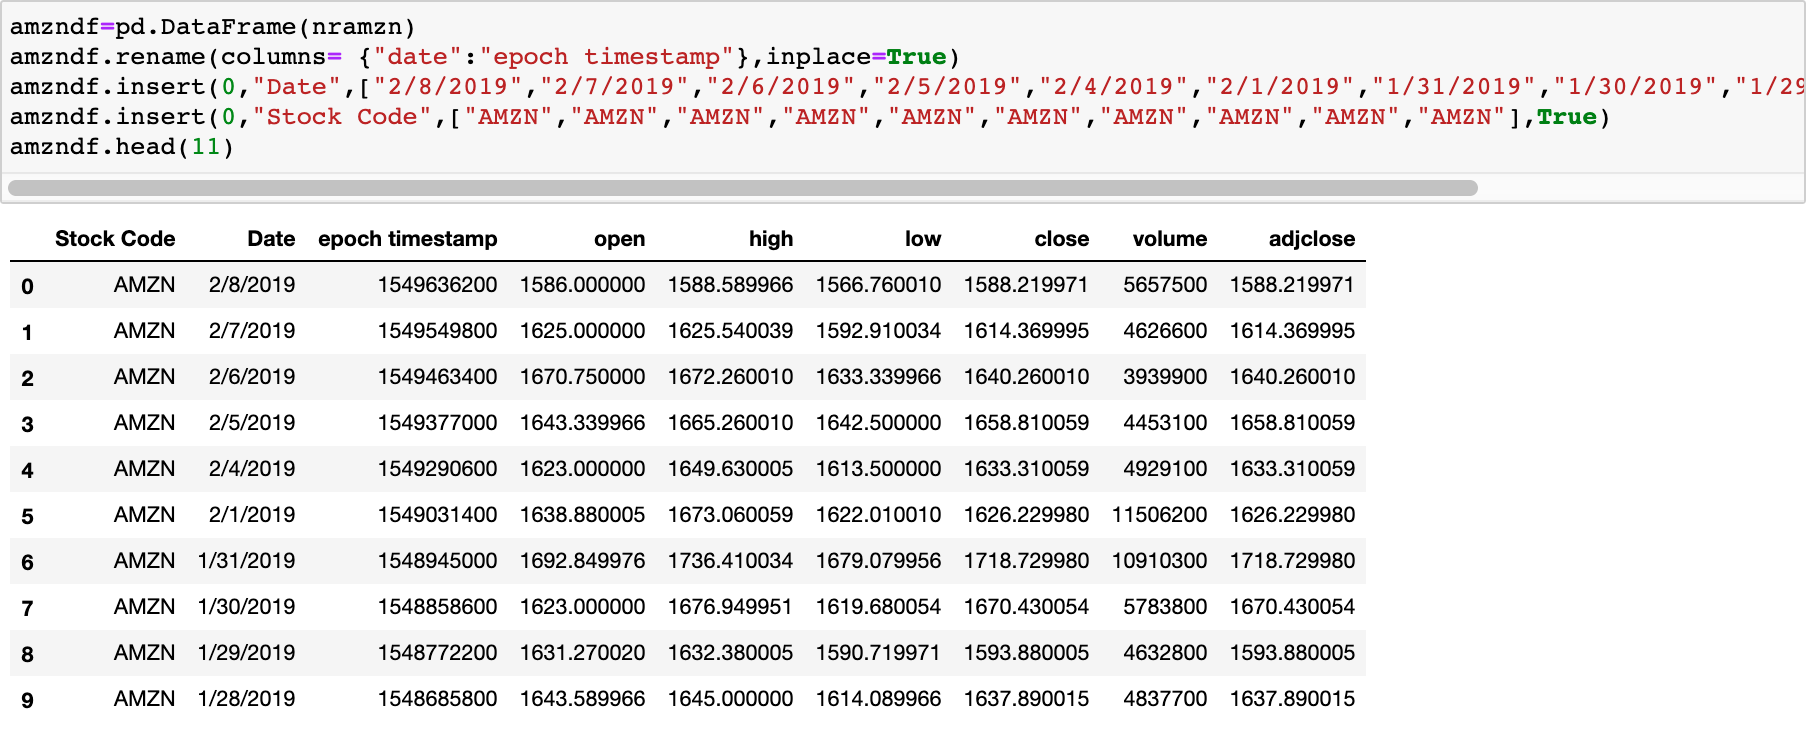 amzndf=pd.DataFrame(nramzn)
amzndf.rename(columns= {"date":"epoch timestamp"},inplace=True)
amzndf.insert(0,"Date",["2/8/2019","2/7/2019","2/6/2019","2/5/2019","2/4/2019","2/1/2019","1/31/2019","1/30/2019","1/29
amzndf.insert(0,"Stock Code",["AMZN","AMZN","AMZN","AMZN","AMZN","AMZN","AMZN","AMZN","AMZN","AMZN"],True)
amzndf.head(11)
Stock Code Date epoch timestamp open high low close volume adjclose
0 AMZN 2/8/2019 1549636200 1586.000000 1588.589966 1566.760010 1588.219971 5657500 1588.219971
1 AMZN 2/7/2019 1549549800 1625.000000 1625.540039 1592.910034 1614.369995 4626600 1614.369995
2 AMZN 2/6/2019 1549463400 1670.750000 1672.260010 1633.339966 1640.260010 3939900 1640.260010
3 AMZN 2/5/2019 1549377000 1643.339966 1665.260010 1642.500000 1658.810059 4453100 1658.810059
4 AMZN 2/4/2019 1549290600 1623.000000 1649.630005 1613.500000 1633.310059 4929100 1633.310059
5 AMZN 2/1/2019 1549031400 1638.880005 1673.060059 1622.010010 1626.229980 11506200 1626.229980
6 AMZN 1/31/2019 1548945000 1692.849976 1736.410034 1679.079956 1718.729980 10910300 1718.729980
7 AMZN 1/30/2019 1548858600 1623.000000 1676.949951 1619.680054 1670.430054 5783800 1670.430054
8 AMZN 1/29/2019 1548772200 1631.270020 1632.380005 1590.719971 1593.880005 4632800 1593.880005
9 AMZN 1/28/2019 1548685800 1643.589966 1645.000000 1614.089966 1637.890015 4837700 1637.890015